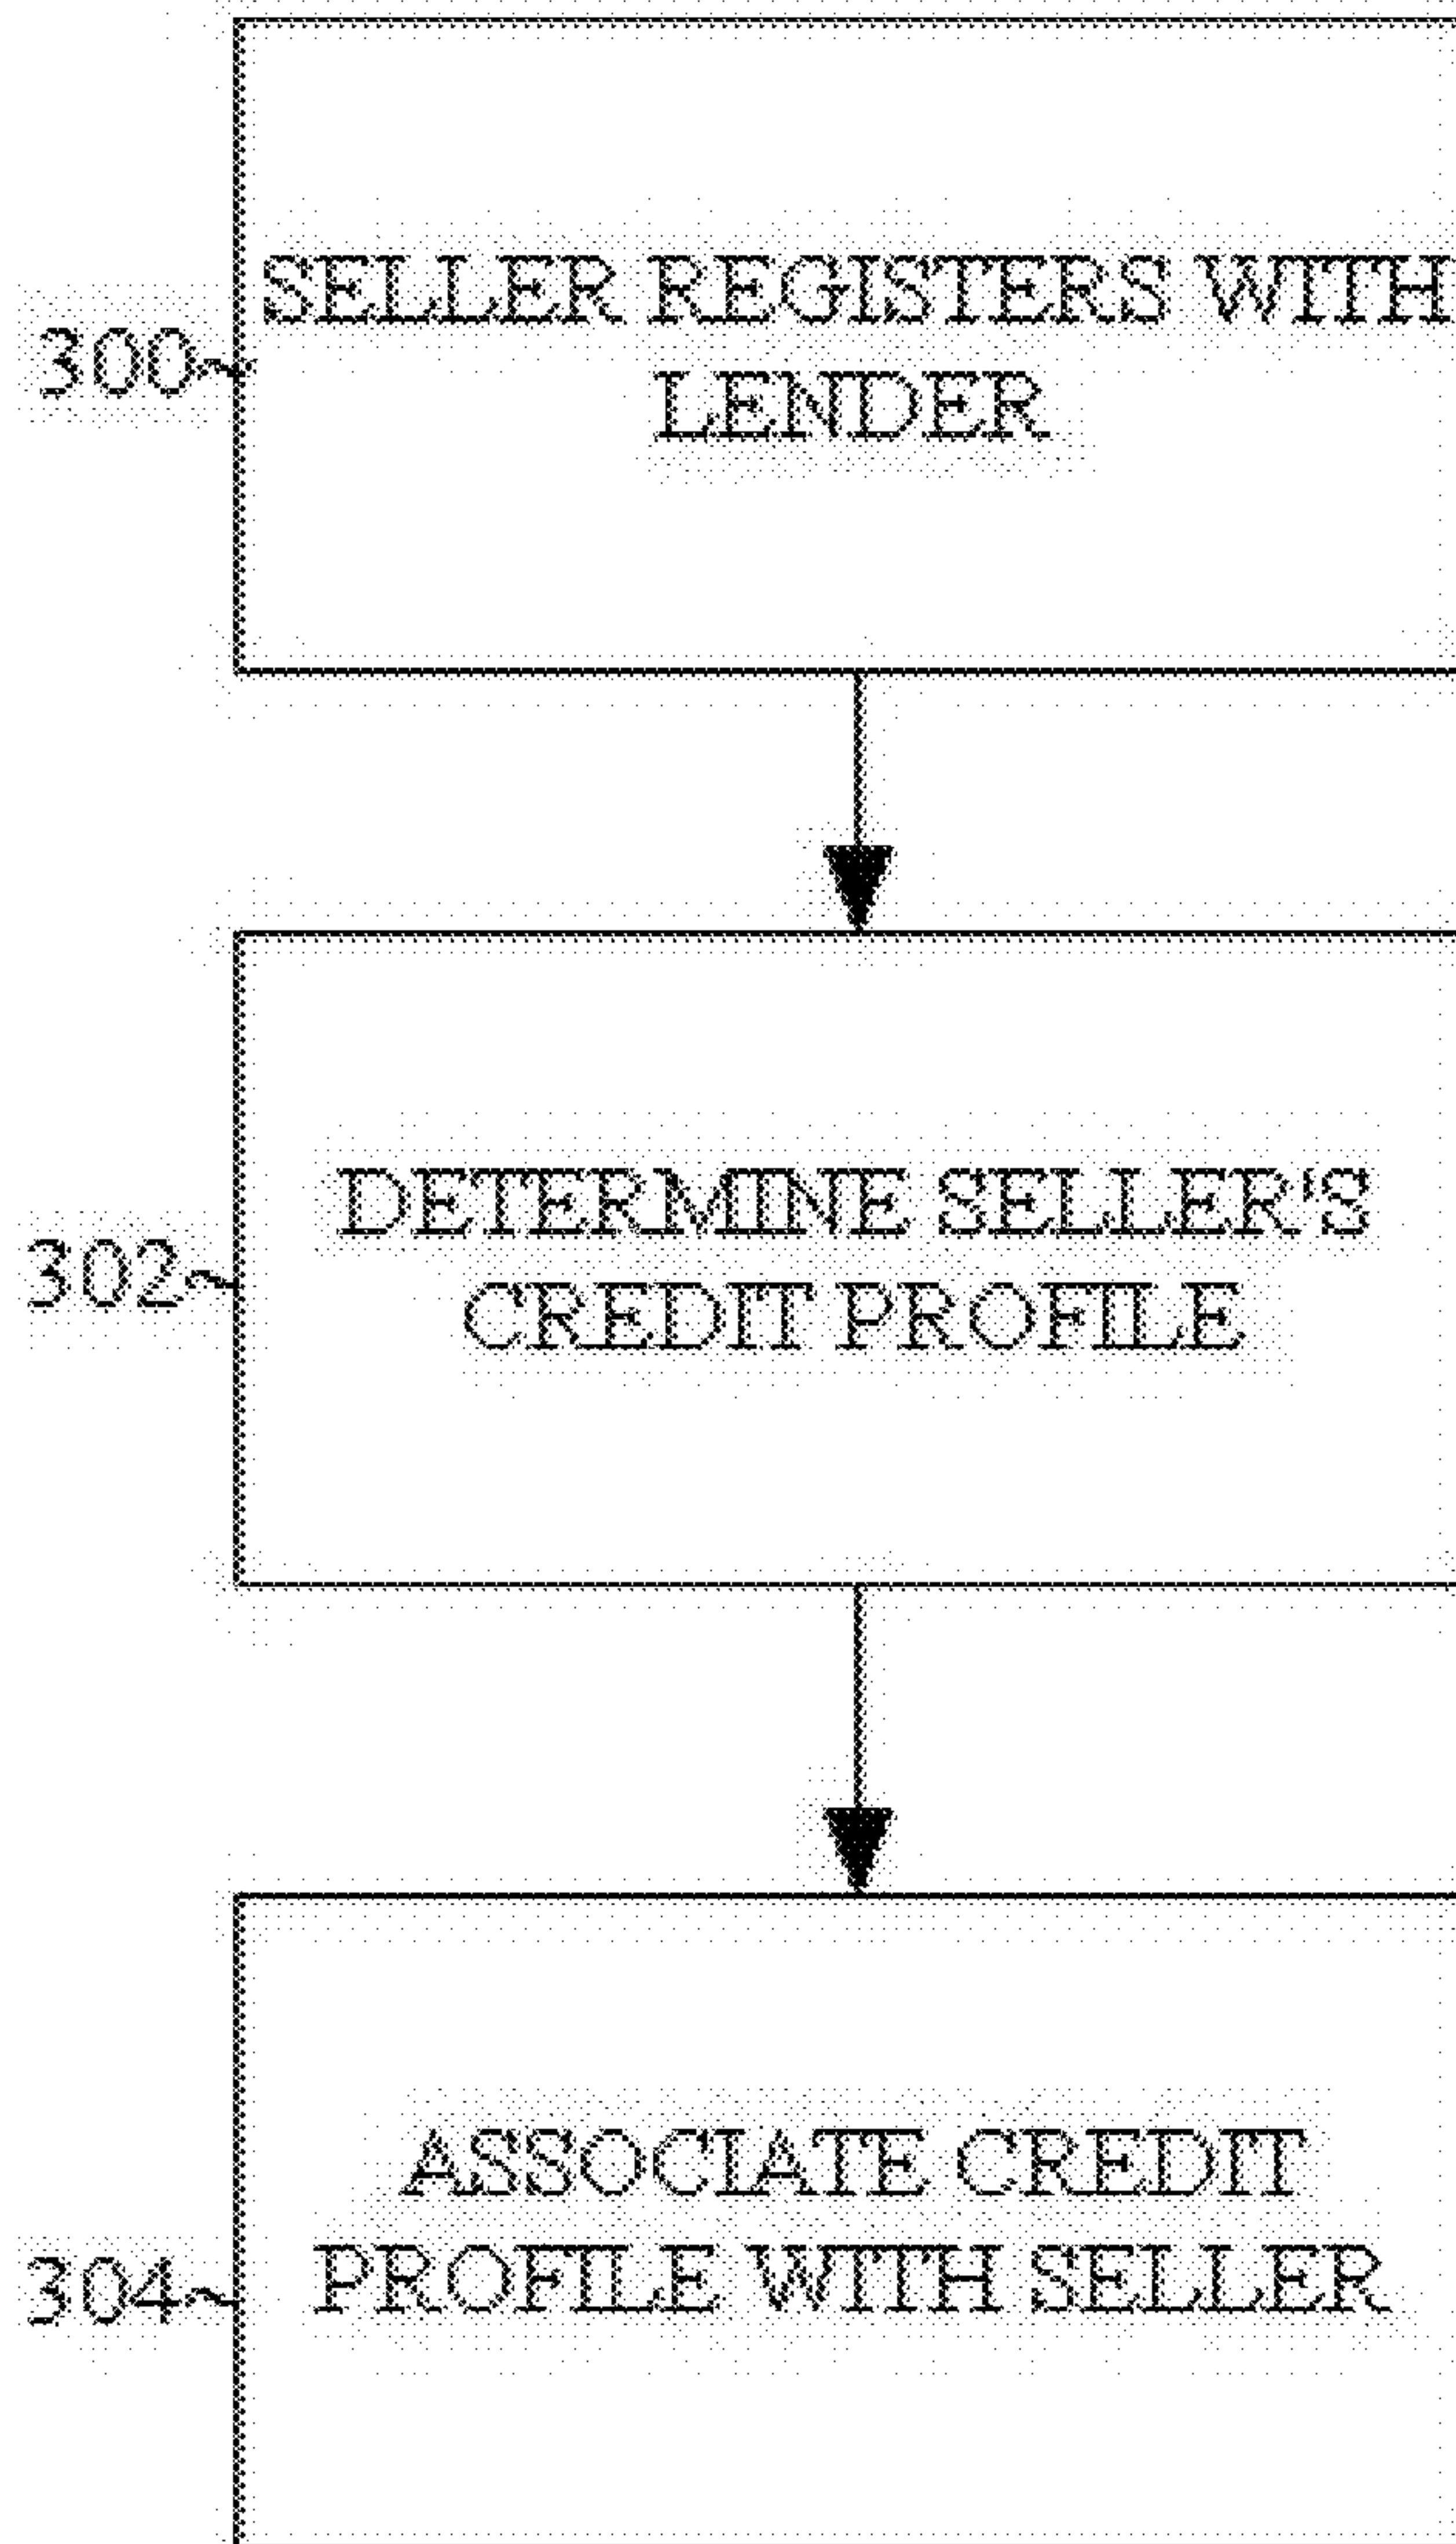 SELLER REGISTERS WITH
LENDER
300
DETERMINE SELLER'S
CREDIT PROFILE
302
ASSOCIATE CREDIT
PROFILE WITH SELLER
304